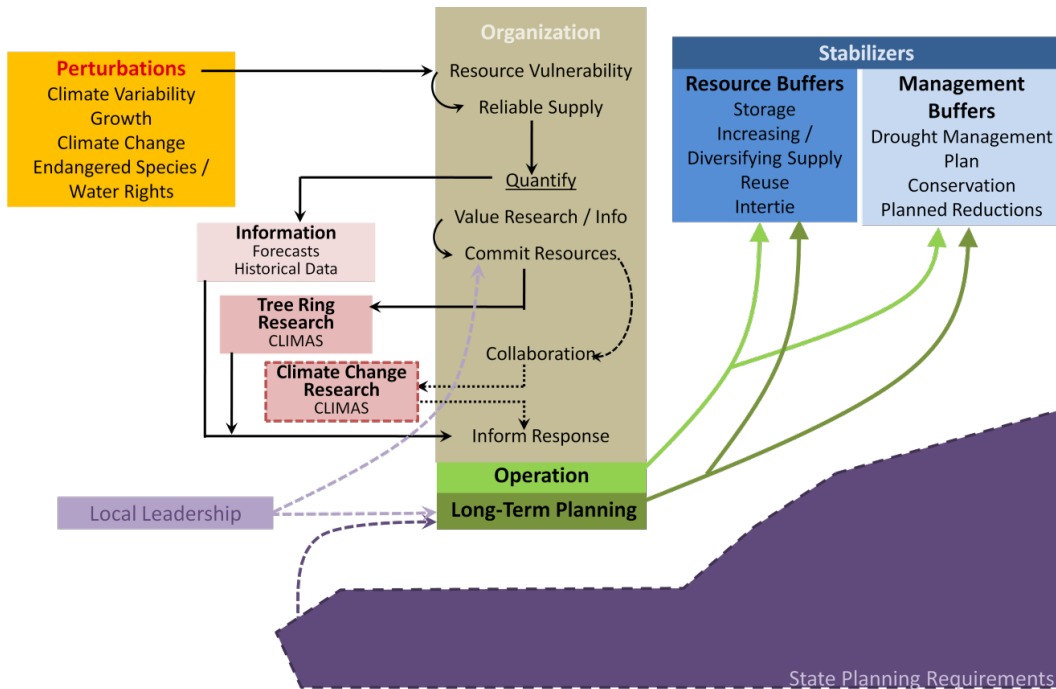 Organization
Perturbations
Climate Variability
Growth
Climate Change
Endangered Species /
Water Rights
Resource Vulnerability
Reliable Supply
Quantify
Value Research / Info
Commit Resources
Collaboration
Inform Response
Operation
Long-Term Planning
Information
Forecasts
Historical Data
Tree Ring
Research
CLIMAS
Climate Change
Research
CLIMAS
Local Leadership
Stabilizers
Resource Buffers
Storage
Increasing /
Diversifying Supply
Reuse
Intertie
Management
Buffers
Drought Management
Plan
Conservation
Planned Reductions
State Planning Requirements